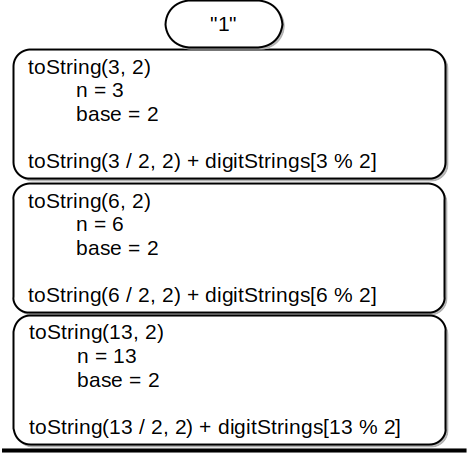 "1"
toString(3, 2)
n = 3
base = 2
toString(3 / 2, 2) + digitStrings[3 % 2]
toString(6, 2)
n = 6
base = 2
toString(6 / 2, 2) + digitStrings[6 % 2]
toString(13, 2)
n = 13
base = 2
toString(13 / 2, 2) + digitStrings[13 % 2]